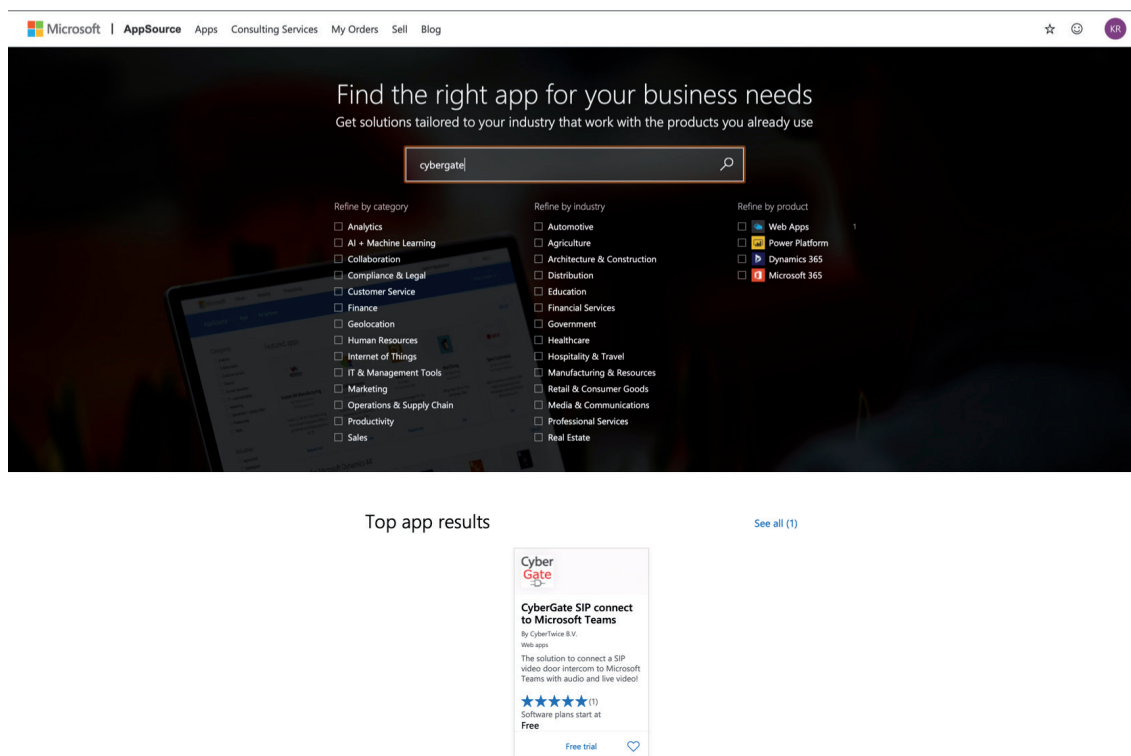 Microsoft | AppSource Apps Consulting Services My Orders Sell Blog KR
Find the right app for your business needs
Get solutions tailored to your industry that work with the products you already use
cybergate
Refine by category
Analytics
AI + Machine Learning
Collaboration
Compliance & Legal
Customer Service
Finance
Geolocation
Human Resources
Internet of Things
IT & Management Tools
Marketing
Operations & Supply Chain
Productivity
Sales
Refine by industry
Automotive
Agriculture
Architecture & Construction
Distribution
Education
Financial Services
Government
Healthcare
Hospitality & Travel
Manufacturing & Resources
Retail & Consumer Goods
Media & Communications
Professional Services
Real Estate
Refine by product
Web Apps 1
Power Platform
Dynamics 365
Microsoft 365
Top app results
See all (1)
Cyber
Gate
CyberGate SIP connect
to Microsoft Teams
By CyberTwice B.V.
Web apps
The solution to connect a SIP
video door intercom to Microsoft
Teams with audio and live video!
(1)
Software plans start at
Free
Free trial